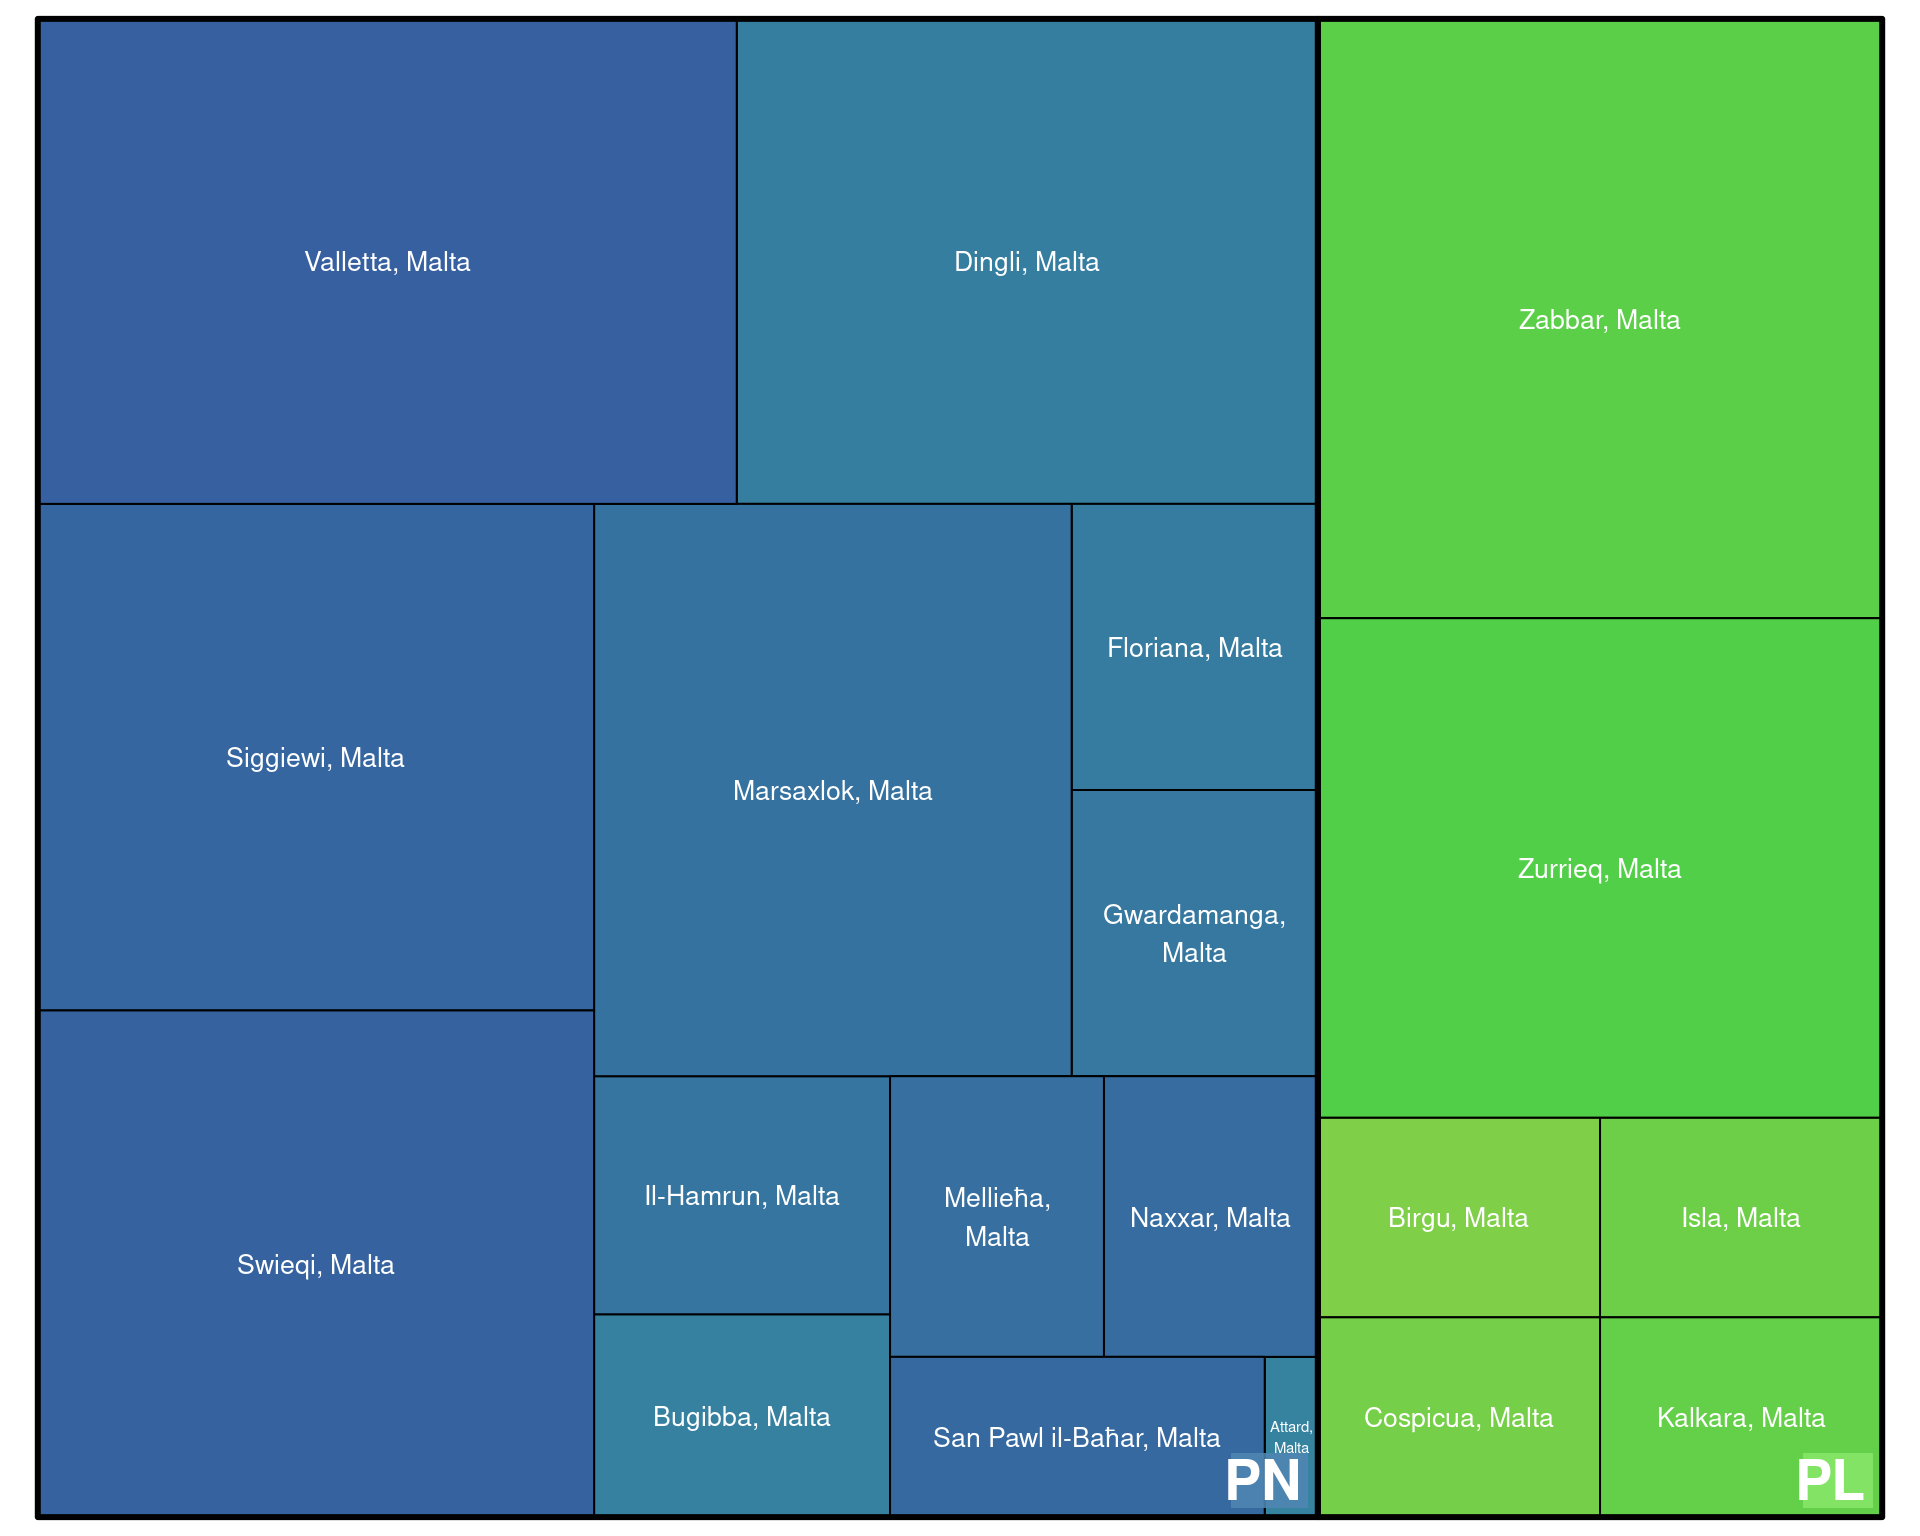 Valletta, Malta
Dingli, Malta
Zabbar, Malta
Siggiewi, Malta
Marsaxlok, Malta
Floriana, Malta
Gwardamanga,
Malta
Zurrieq, Malta
Swieqi, Malta
Il-Hamrun, Malta
Mellieħa,
Malta
Naxxar, Malta
Birgu, Malta
Isla, Malta
Bugibba, Malta
San Pawl il-Baħar, Malta
Attard,
Malta
Cospicua, Malta
Kalkara, Malta
PN
PL